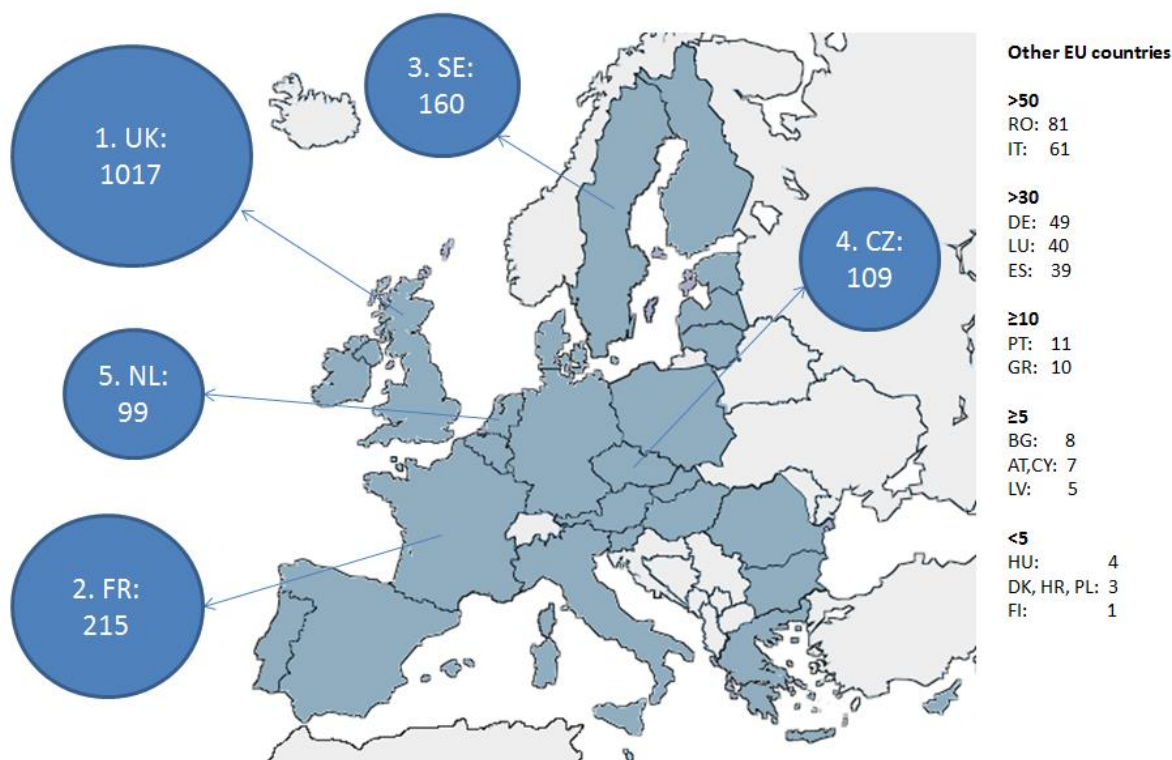 1. UK:
1017
3. SE:
160
4. CZ:
109
5. NL:
99
2. FR:
215
Other EU countries
>50
RO: 81
IT: 61
>30
DE: 49
LU: 40
ES: 39
≥10
PT: 11
GR: 10
≥5
BG: 8
AT,CY: 7
LV: 5
<5
HU: 4
DK, HR, PL: 3
FI: 1